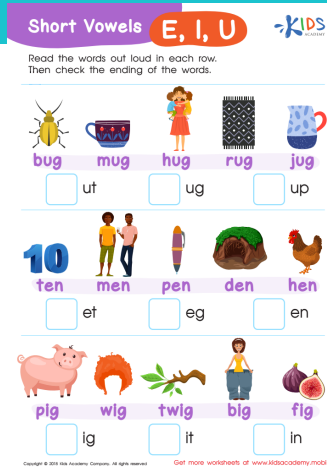 Short Vowels E, I, U
KIDS
ACADEMY
Read the words out loud in each row.
Then check the ending of the words.
bug mug hug rug jug
ut ug up
10
ten men pen den hen
et eg en
pig wig twig big fig
ig it in
Copyright © 2018 Kids Academy Company. All rights reserved
Get more worksheets at www.kidsacademy.mobi